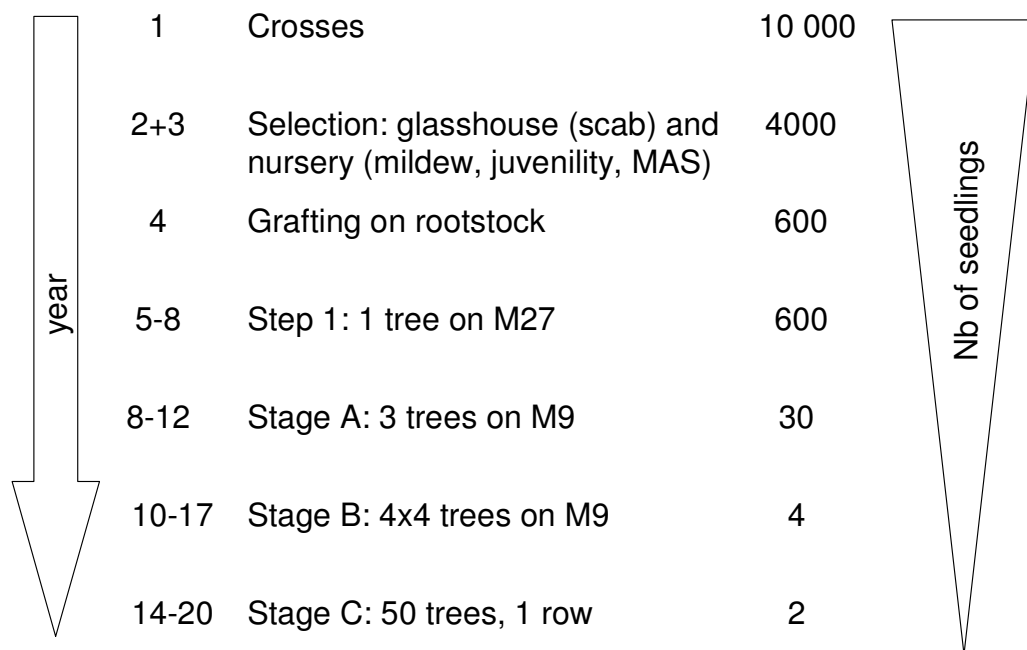 1 Crosses 10 000
2+3 Selection: glasshouse (scab) and 4000
nursery (mildew, juvenility, MAS)
4 Grafting on rootstock 600
5-8 Step 1: 1 tree on M27 600
8-12 Stage A: 3 trees on M9 30
10-17 Stage B: 4x4 trees on M9 4
14-20 Stage C: 50 trees, 1 row 2
year
Nb of seedlings